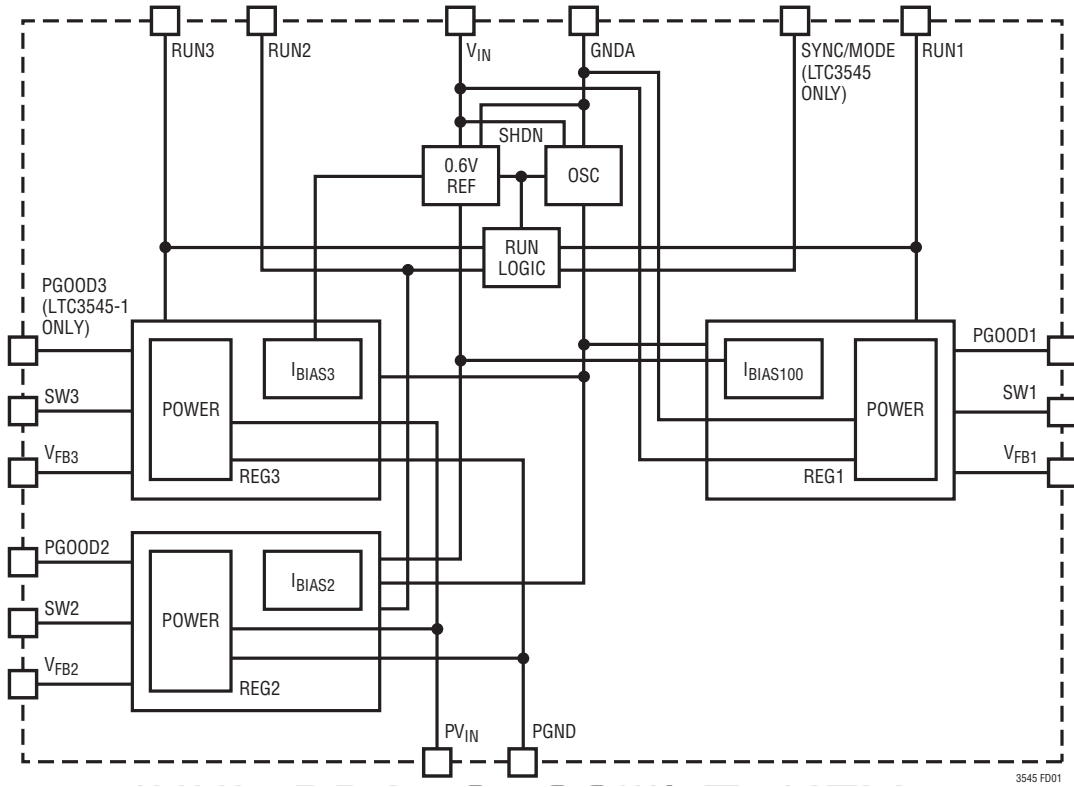 RUN3
RUN2
VIN
GNDA
SYNC/MODE
(LTC3545
ONLY)
RUN1
SHDN
0.6V
REF
OSC
RUN
LOGIC
PGOOD3
(LTC3545-1
ONLY)
SW3
VFB3
POWER
IBIAS3
REG3
IBIAS100
POWER
REG1
PGOOD1
SW1
VFB1
PGOOD2
SW2
VFB2
POWER
IBIAS2
REG2
PVIN
PGND
3545 FD01